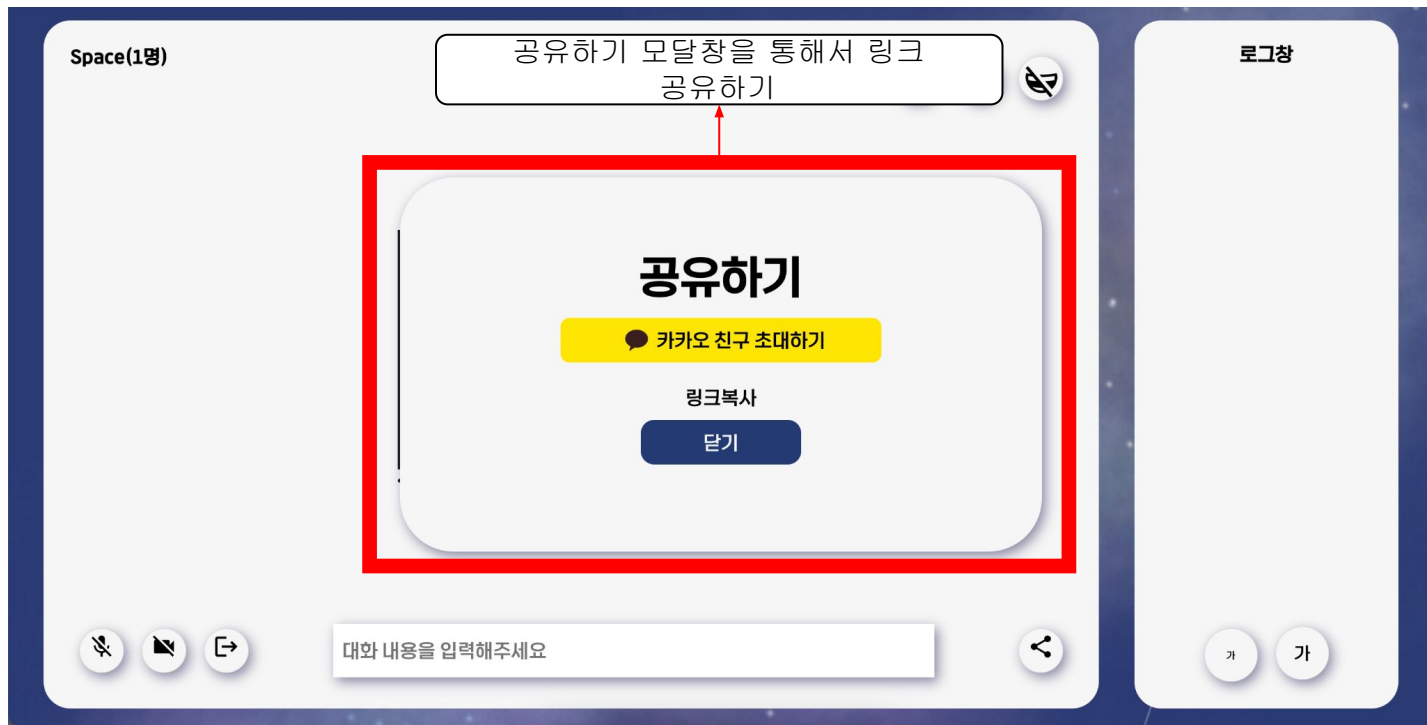 Space(1명)
공유하기 모달창을 통해서 링크
공유하기
로그창
공유하기
카카오 친구 초대하기
링크복사
닫기
대화 내용을 입력해주세요
가 가